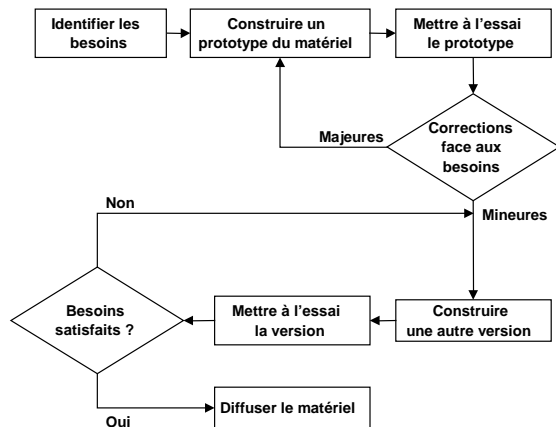 Identifier les
besoins
Construire un
prototype du matériel
Mettre à l'essai
le prototype
Majeures
Corrections
face aux
besoins
Non
Mineures
Besoins
satisfaits ?
Mettre à l'essai
la version
Construire
une autre version
Oui
Diffuser le matériel